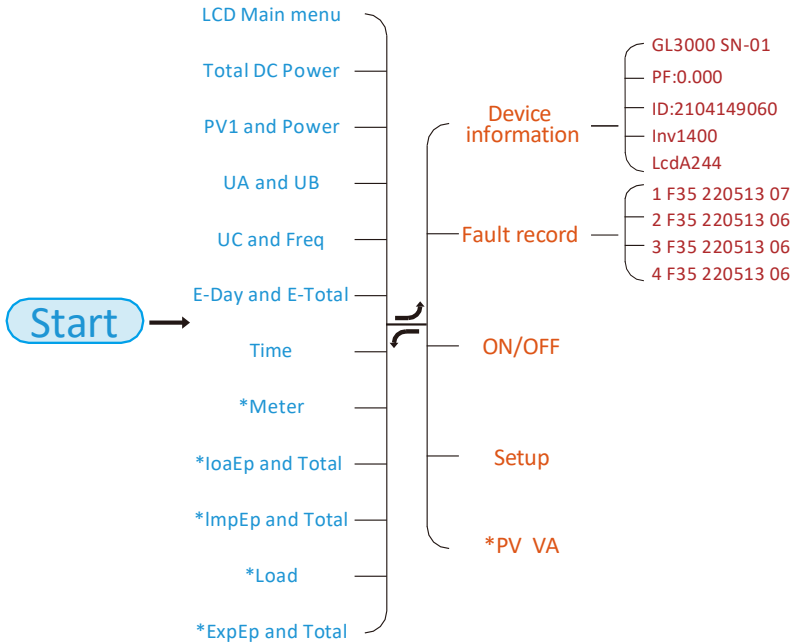 Start
LCD Main menu
Total DC Power
PV1 and Power
UA and UB
UC and Freq
E-Day and E-Total
Time
*Meter
*IoaEp and Total
*ImpEp and Total
*Load
*ExpEp and Total
Device
information
Fault record
ON/OFF
Setup
*PV VA
GL3000 SN-01
PF:0.000
ID:2104149060
Inv1400
LcdA244
1 F35 220513 07
2 F35 220513 06
3 F35 220513 06
4 F35 220513 06